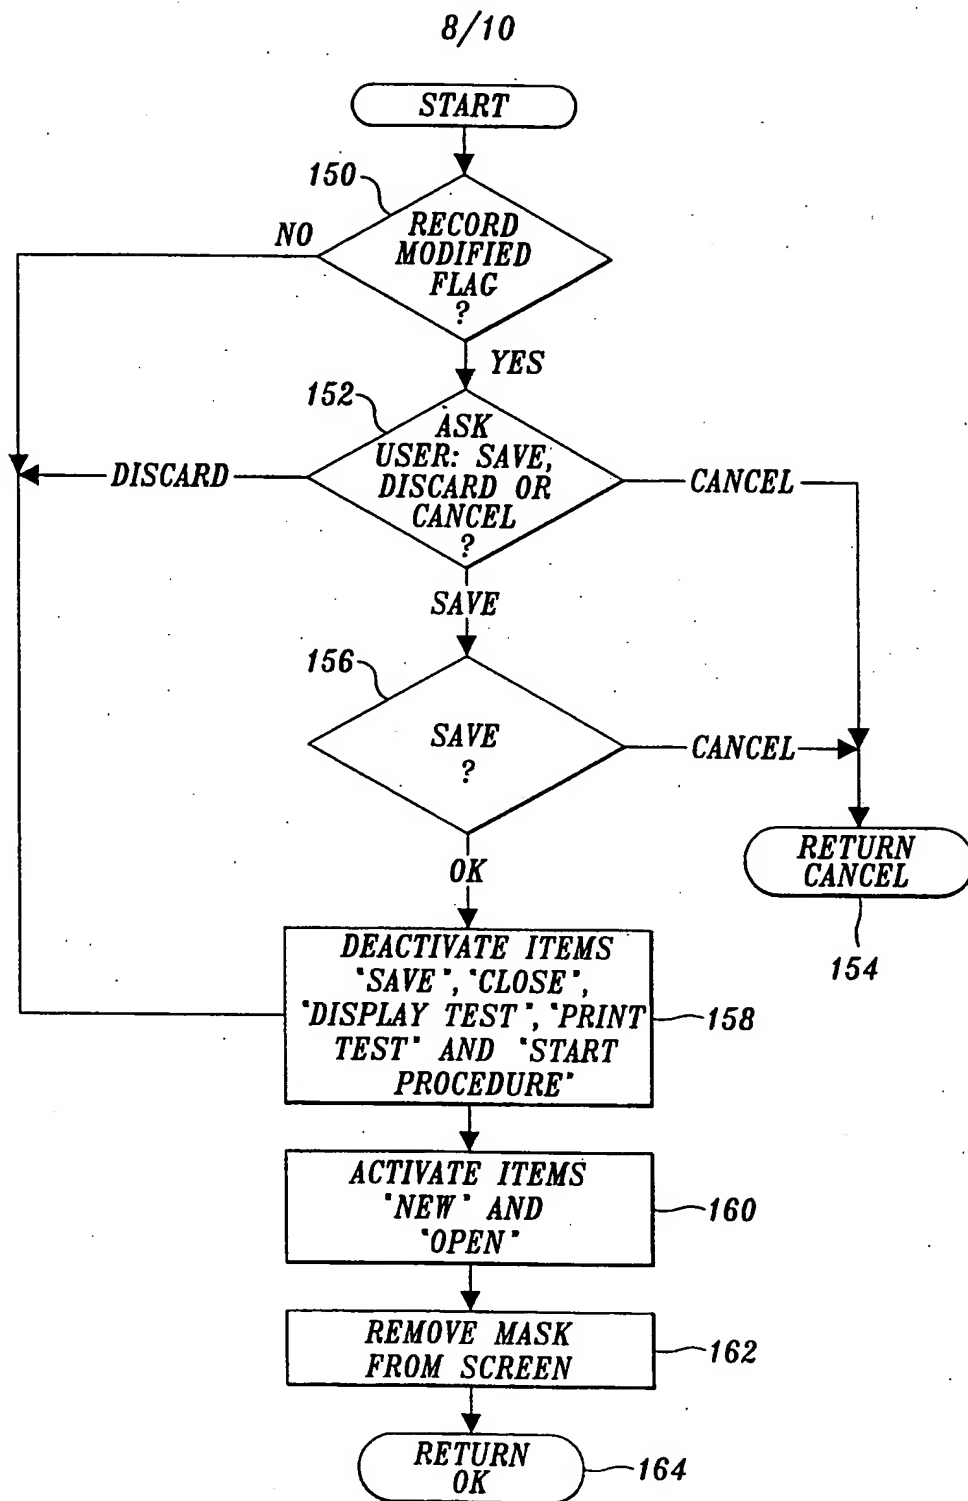 8/10
START
150
RECORD
MODIFIED
FLAG
?
NO
YES
152
ASK
USER: SAVE,
DISCARD OR
CANCEL
?
DISCARD
CANCEL
SAVE
156
SAVE
?
CANCEL
RETURN
CANCEL
154
OK
DEACTIVATE ITEMS
"SAVE", "CLOSE",
"DISPLAY TEST", "PRINT
TEST" AND "START
PROCEDURE"
158
ACTIVATE ITEMS
"NEW" AND
"OPEN"
160
REMOVE MASK
FROM SCREEN
162
RETURN
OK
164